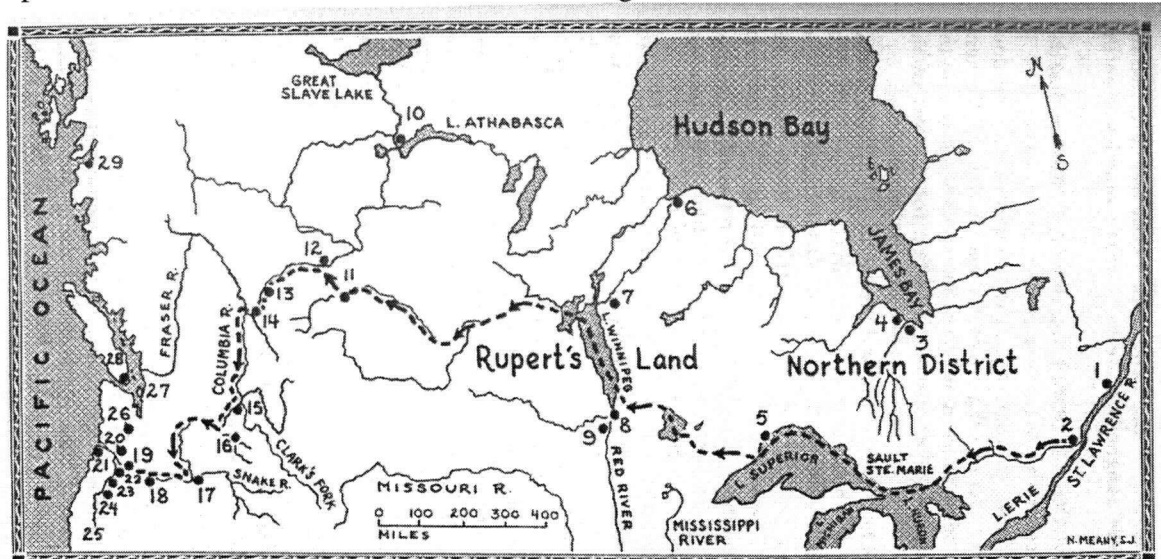 GREAT
SLAVE LAKE
10
L. ATHABASCA
Hudson Bay
N
S
29
PACIFIC OCEAN
FRASER R.
12
11
13
14
COLUMBIA R.
6
7
L. WINNIPEG
JAMES BAY
4
3
Rupert's Land
Northern District
1
2
ST. LAWRENCE R.
28
27
26
15
16
CLARK'S
FORK
5
8
9
20
21
19
22
23
24
25
18
17
SNAKE R.
L. SUPERIOR
SAULT
STE. MARIE
RED RIVER
MISSOURI R.
0 100 200 300 400
MILES
MISSISSIPPI
RIVER
L. HURON
L. ERIE
N. MEANY, S.J.